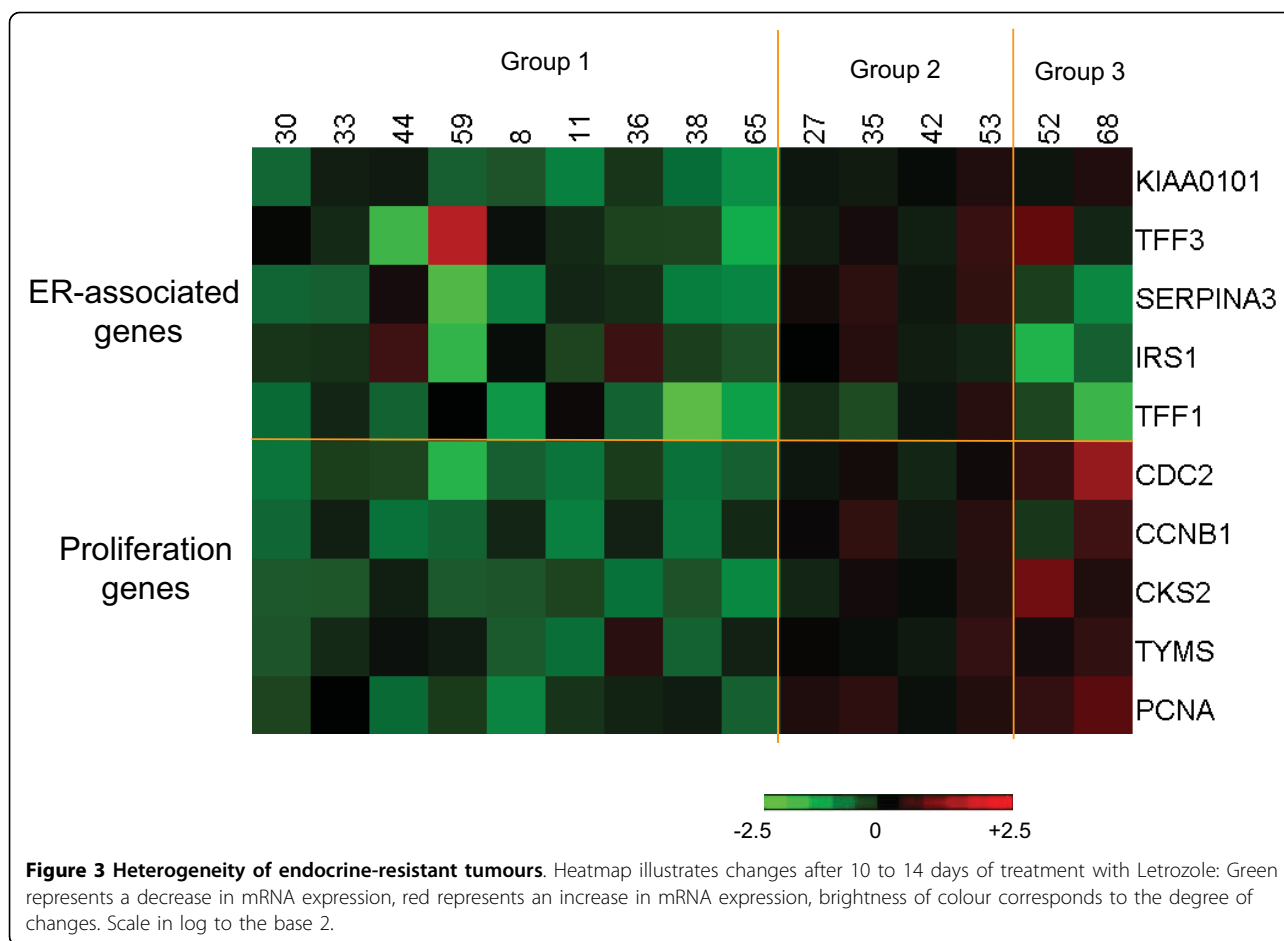 Group 1
Group 2
Group 3
30 33 44 59 8 11 36 38 65 27 35 42 53 52 68
KIAA0101
TFF3
SERPINA3
IRS1
TFF1
CDC2
CCNB1
CKS2
TYMS
PCNA
ER-associated
genes
Proliferation
genes
-2.5 0 +2.5
Figure 3 Heterogeneity of endocrine-resistant tumours. Heatmap illustrates changes after 10 to 14 days of treatment with Letrozole: Green
represents a decrease in mRNA expression, red represents an increase in mRNA expression, brightness of colour corresponds to the degree of
changes. Scale in log to the base 2.